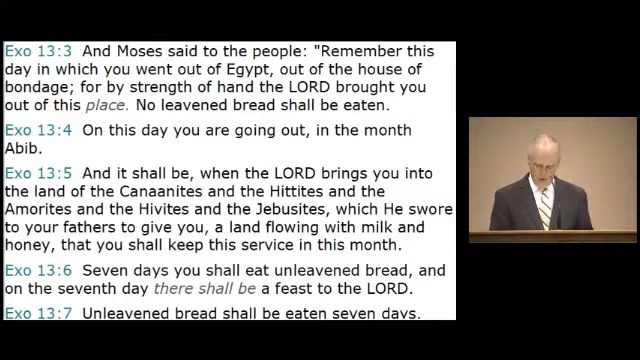 Exo 13:3 And Moses said to the people: "Remember this
day in which you went out of Egypt, out of the house of
bondage; for by strength of hand the LORD brought you
out of this place. No leavened bread shall be eaten.
Exo 13:4 On this day you are going out, in the month
Abib.
Exo 13:5 And it shall be, when the LORD brings you into
the land of the Canaanites and the Hittites and the
Amorites and the Hivites and the Jebusites, which He swore
to your fathers to give you, a land flowing with milk and
honey, that you shall keep this service in this month.
Exo 13:6 Seven days you shall eat unleavened bread, and
on the seventh day there shall be a feast to the LORD.
Exo 13:7 Unleavened bread shall be eaten seven days.